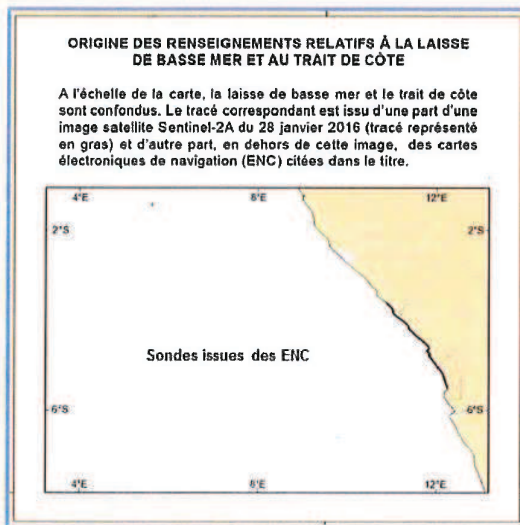 ORIGINE DES RENSEIGNEMENTS RELATIFS À LA LAISSE
DE BASSE MER ET AU TRAIT DE CÔTE
A l'échelle de la carte, la laisse de basse mer et le trait de côte
sont confondus. Le tracé correspondant est issu d'une part d'une
image satellite Sentinel-2A du 28 janvier 2016 (tracé représenté
en gras) et d'autre part, en dehors de cette image, des cartes
électroniques de navigation (ENC) citées dans le titre.
4°E 8°E 12°E
2°S 2°S
Sondes issues des ENC
6°S 6°S
4°E 8°E 12°E